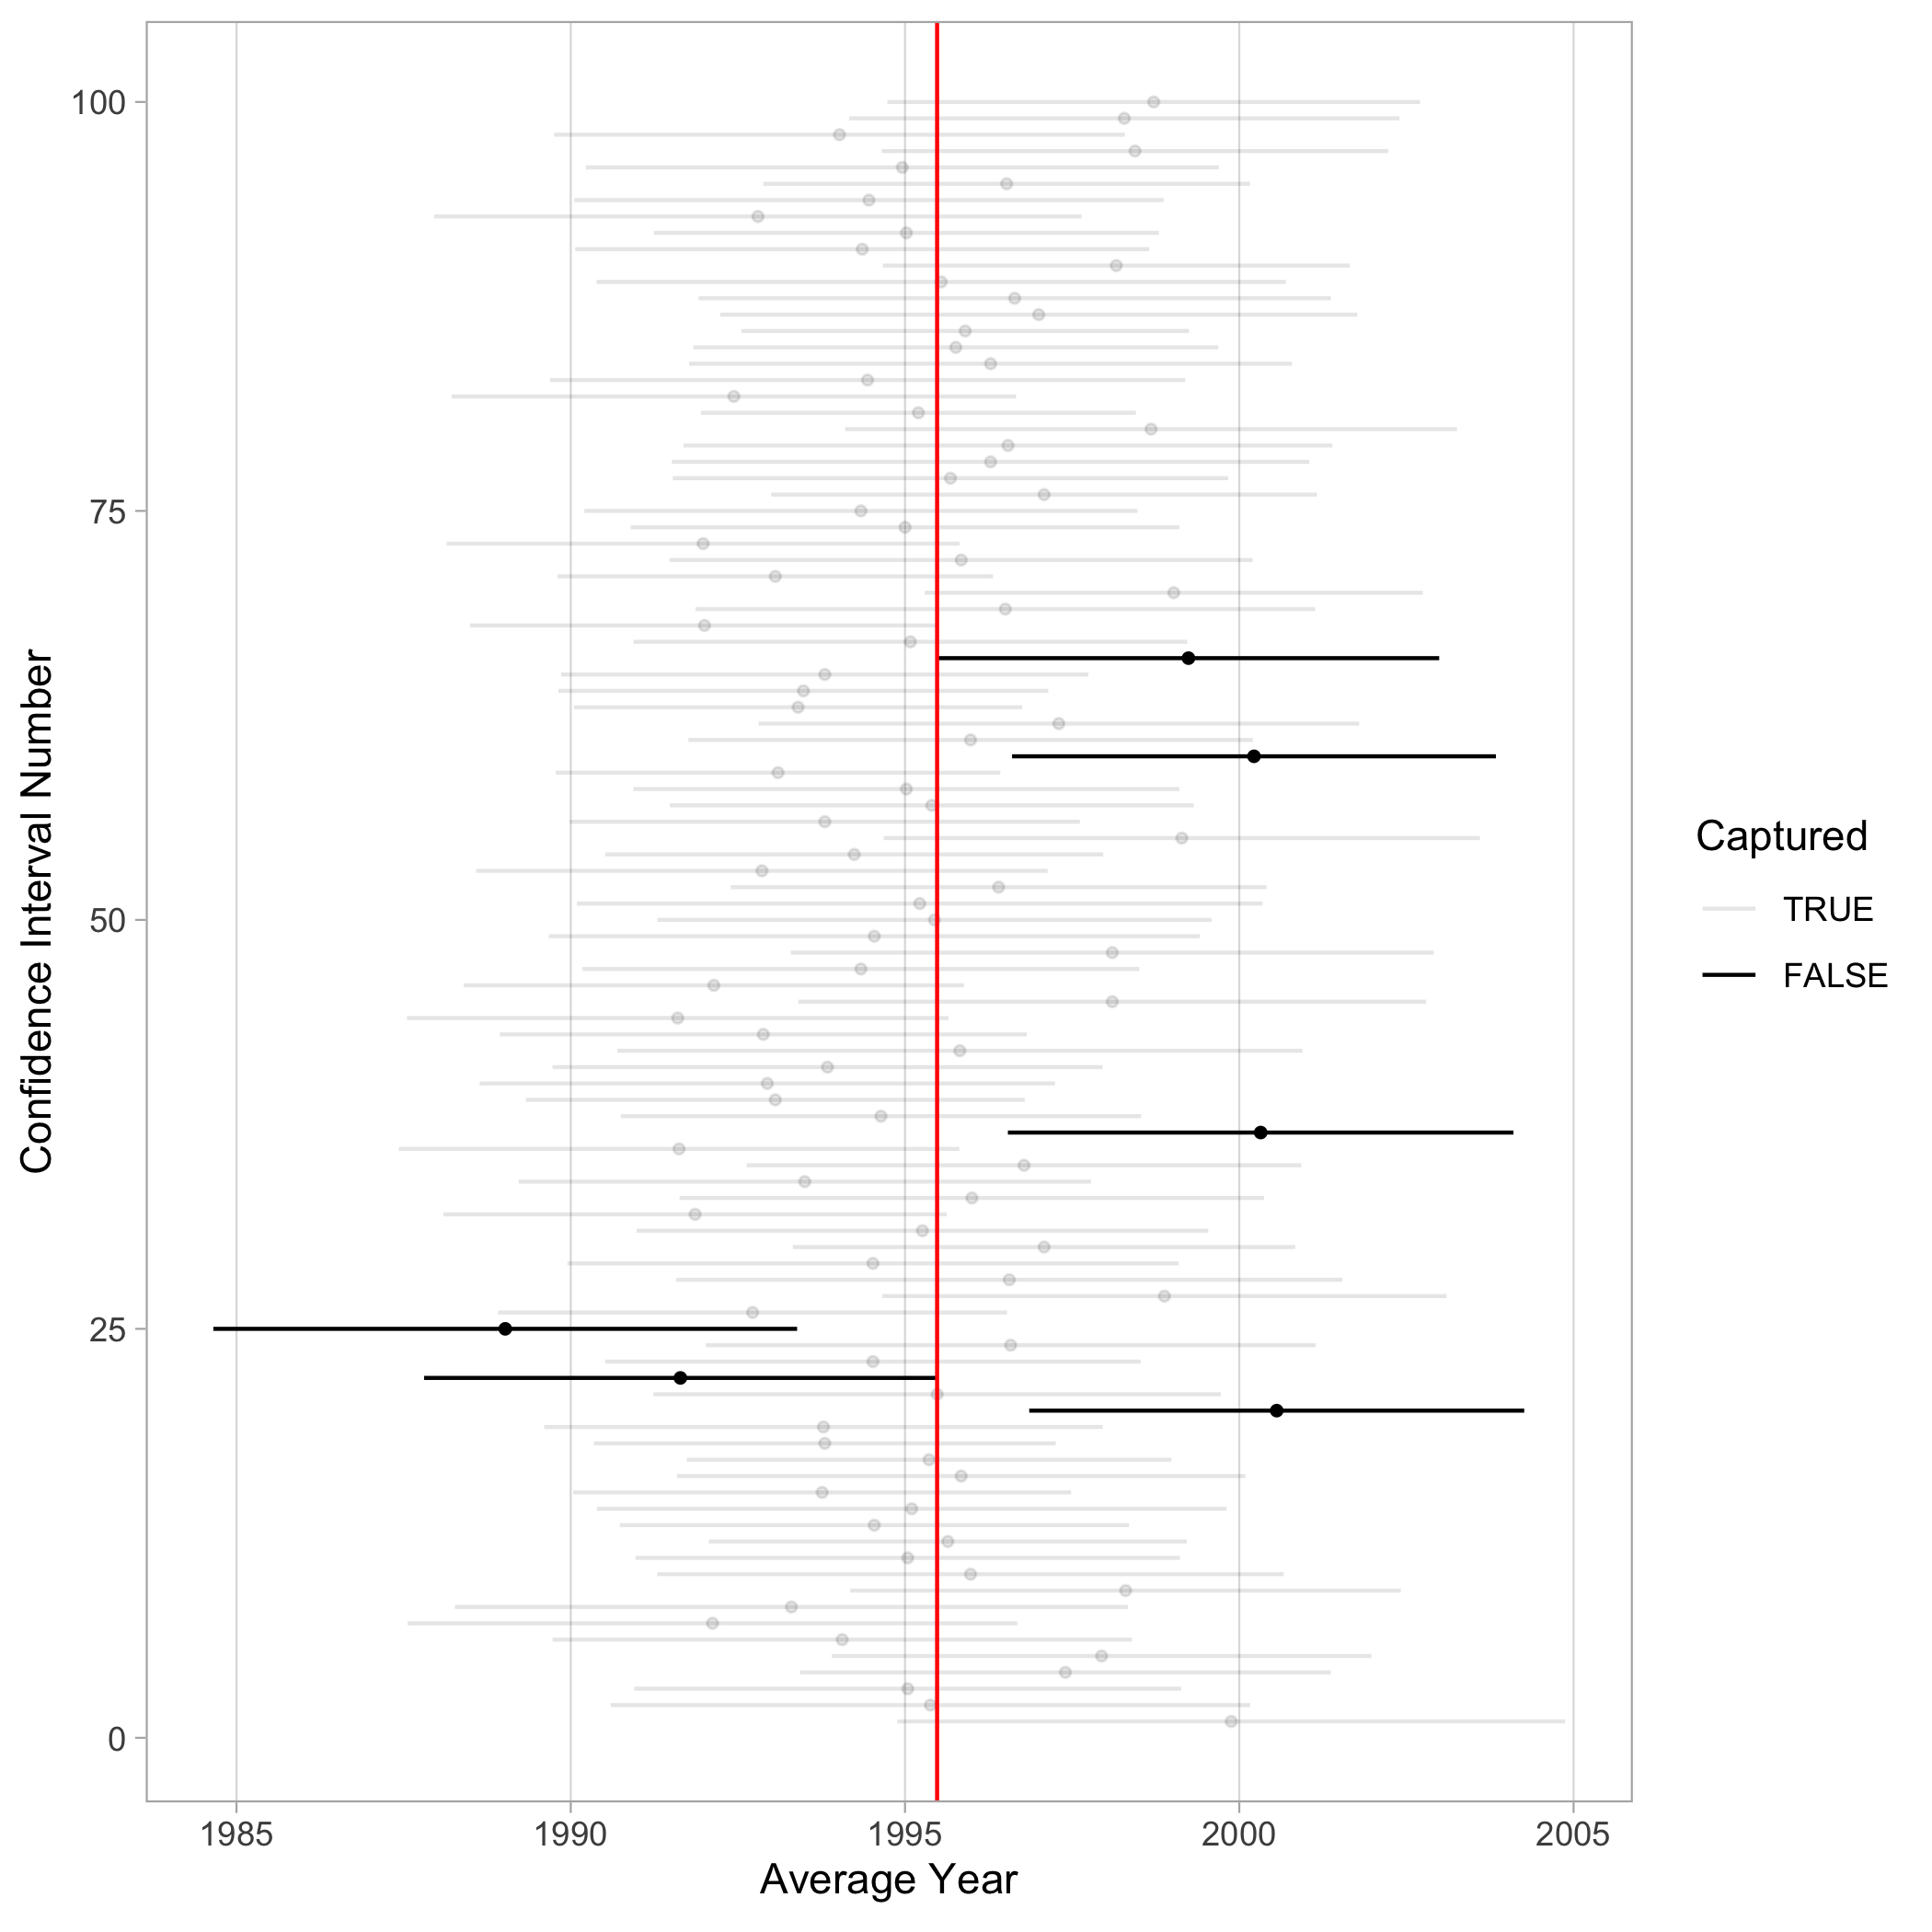 100
75
50
25
0
Confidence Interval Number
1985 1990 1995 2000 2005
Average Year
Captured
TRUE
FALSE